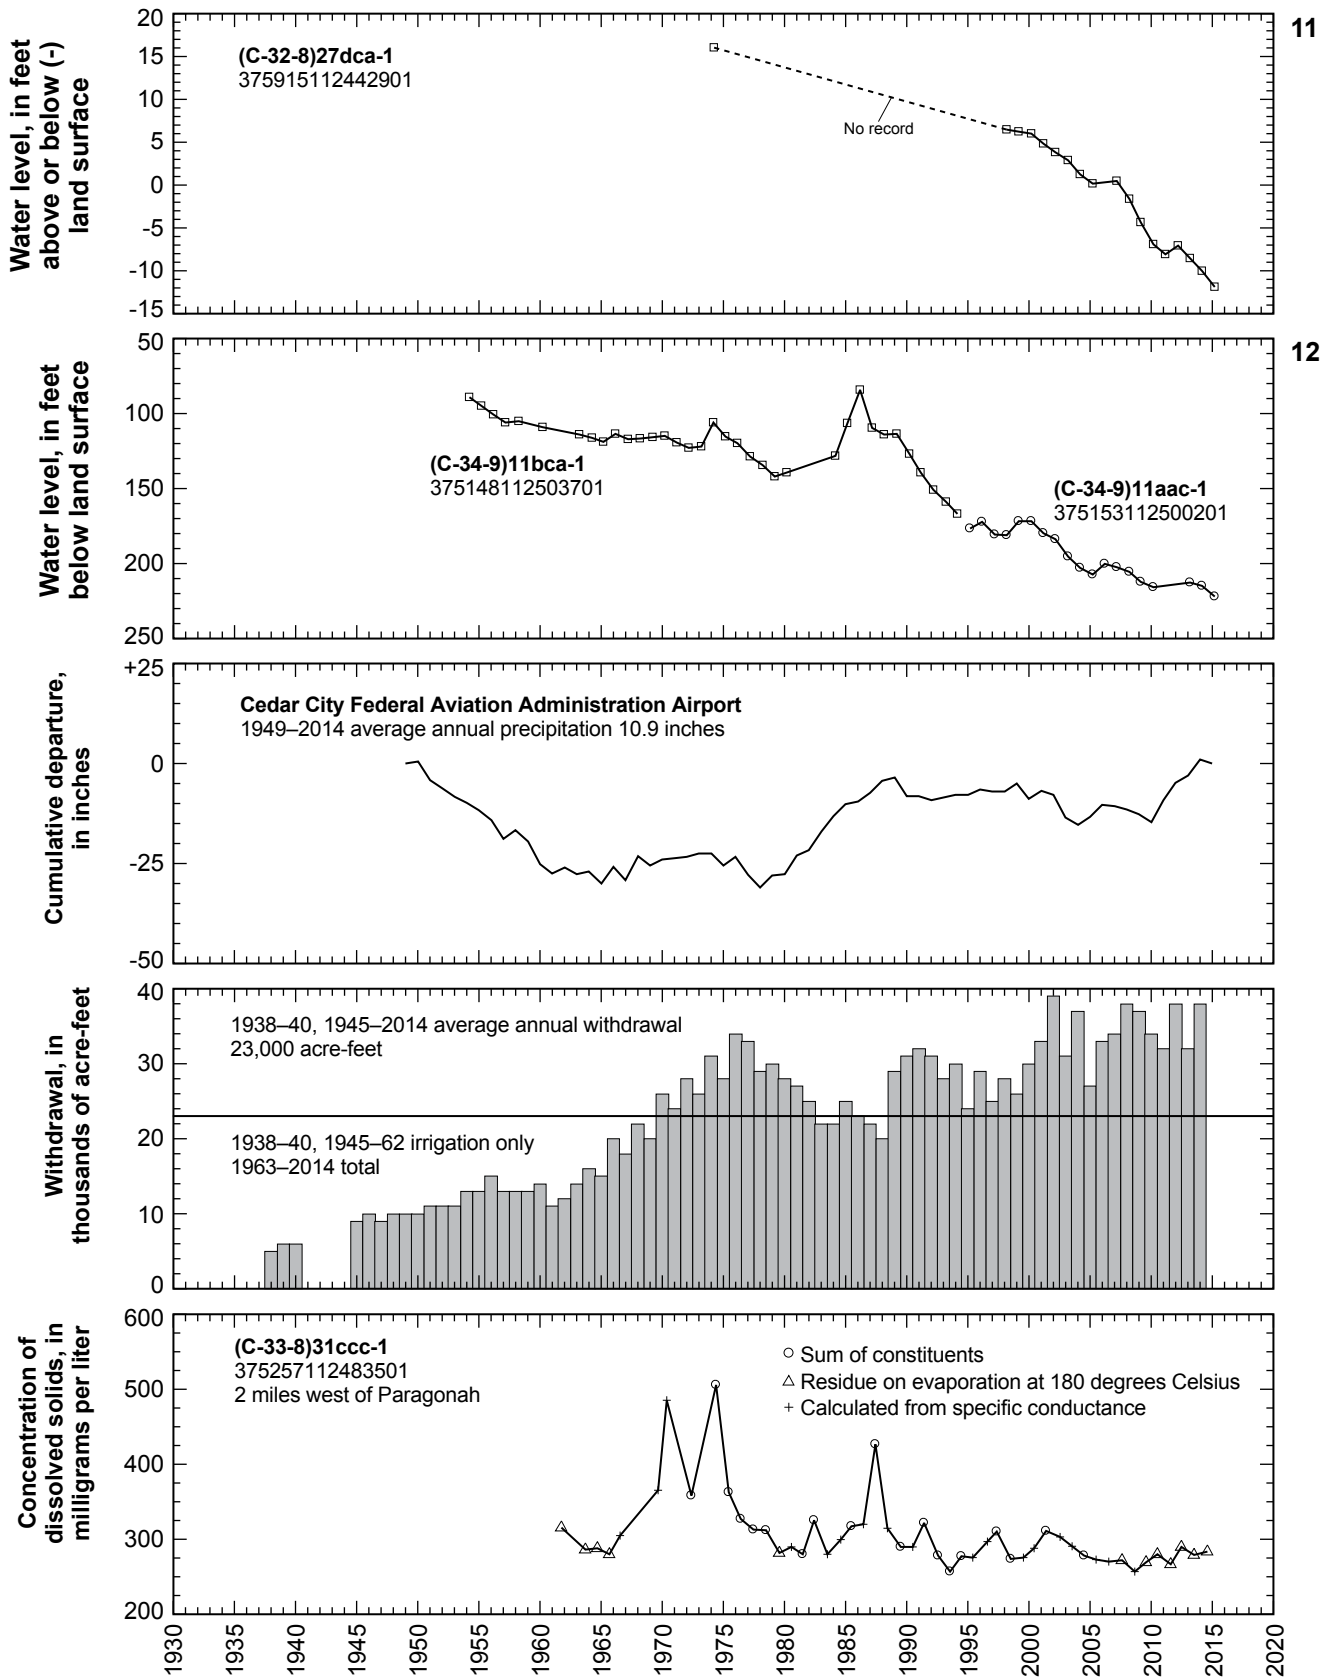 11
20
15
10
5
0
-5
-10
-15
Water level, in feet
above or below (-)
land surface
(C-32-8)27dca-1
375915112442901
No record
12
50
100
150
200
250
Water level, in feet
below land surface
(C-34-9)11bca-1
375148112503701
(C-34-9)11aac-1
375153112500201
+25
0
-25
-50
Cumulative departure,
in inches
Cedar City Federal Aviation Administration Airport
1949–2014 average annual precipitation 10.9 inches
40
30
20
10
0
Withdrawal, in
thousands of acre-feet
1938–40, 1945–2014 average annual withdrawal
23,000 acre-feet
1938–40, 1945–62 irrigation only
1963–2014 total
600
500
400
300
200
Concentration of
dissolved solids, in
milligrams per liter
(C-33-8)31ccc-1
375257112483501
2 miles west of Paragonah
Sum of constituents
Residue on evaporation at 180 degrees Celsius
Calculated from specific conductance
1930
1935
1940
1945
1950
1955
1960
1965
1970
1975
1980
1985
1990
1995
2000
2005
2010
2015
2020